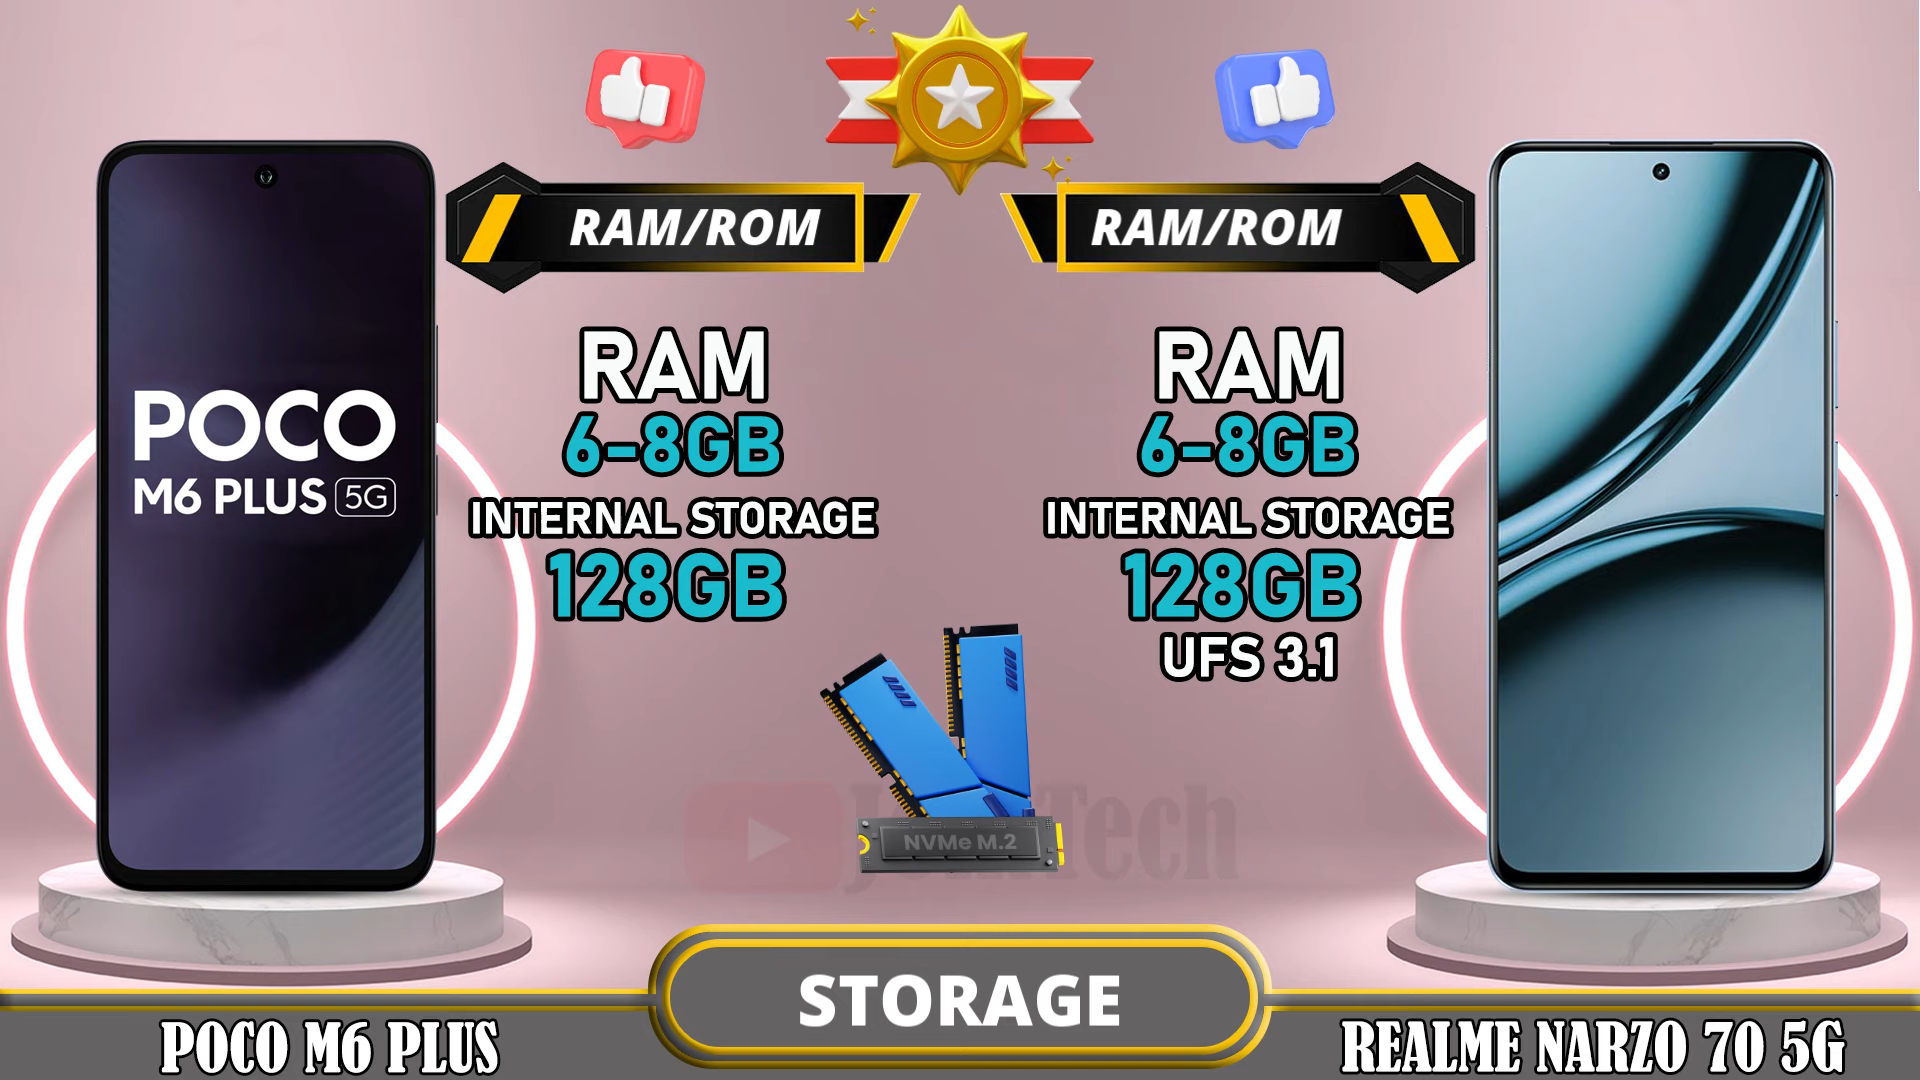 RAM/ROM
RAM/ROM
RAM
6-8GB
INTERNAL STORAGE
128GB
RAM
6-8GB
INTERNAL STORAGE
128GB
UFS 3.1
POCO
M6 PLUS 5G
NVMe M.2
Tech
STORAGE
POCO M6 PLUS
REALME NARZO 70 5G